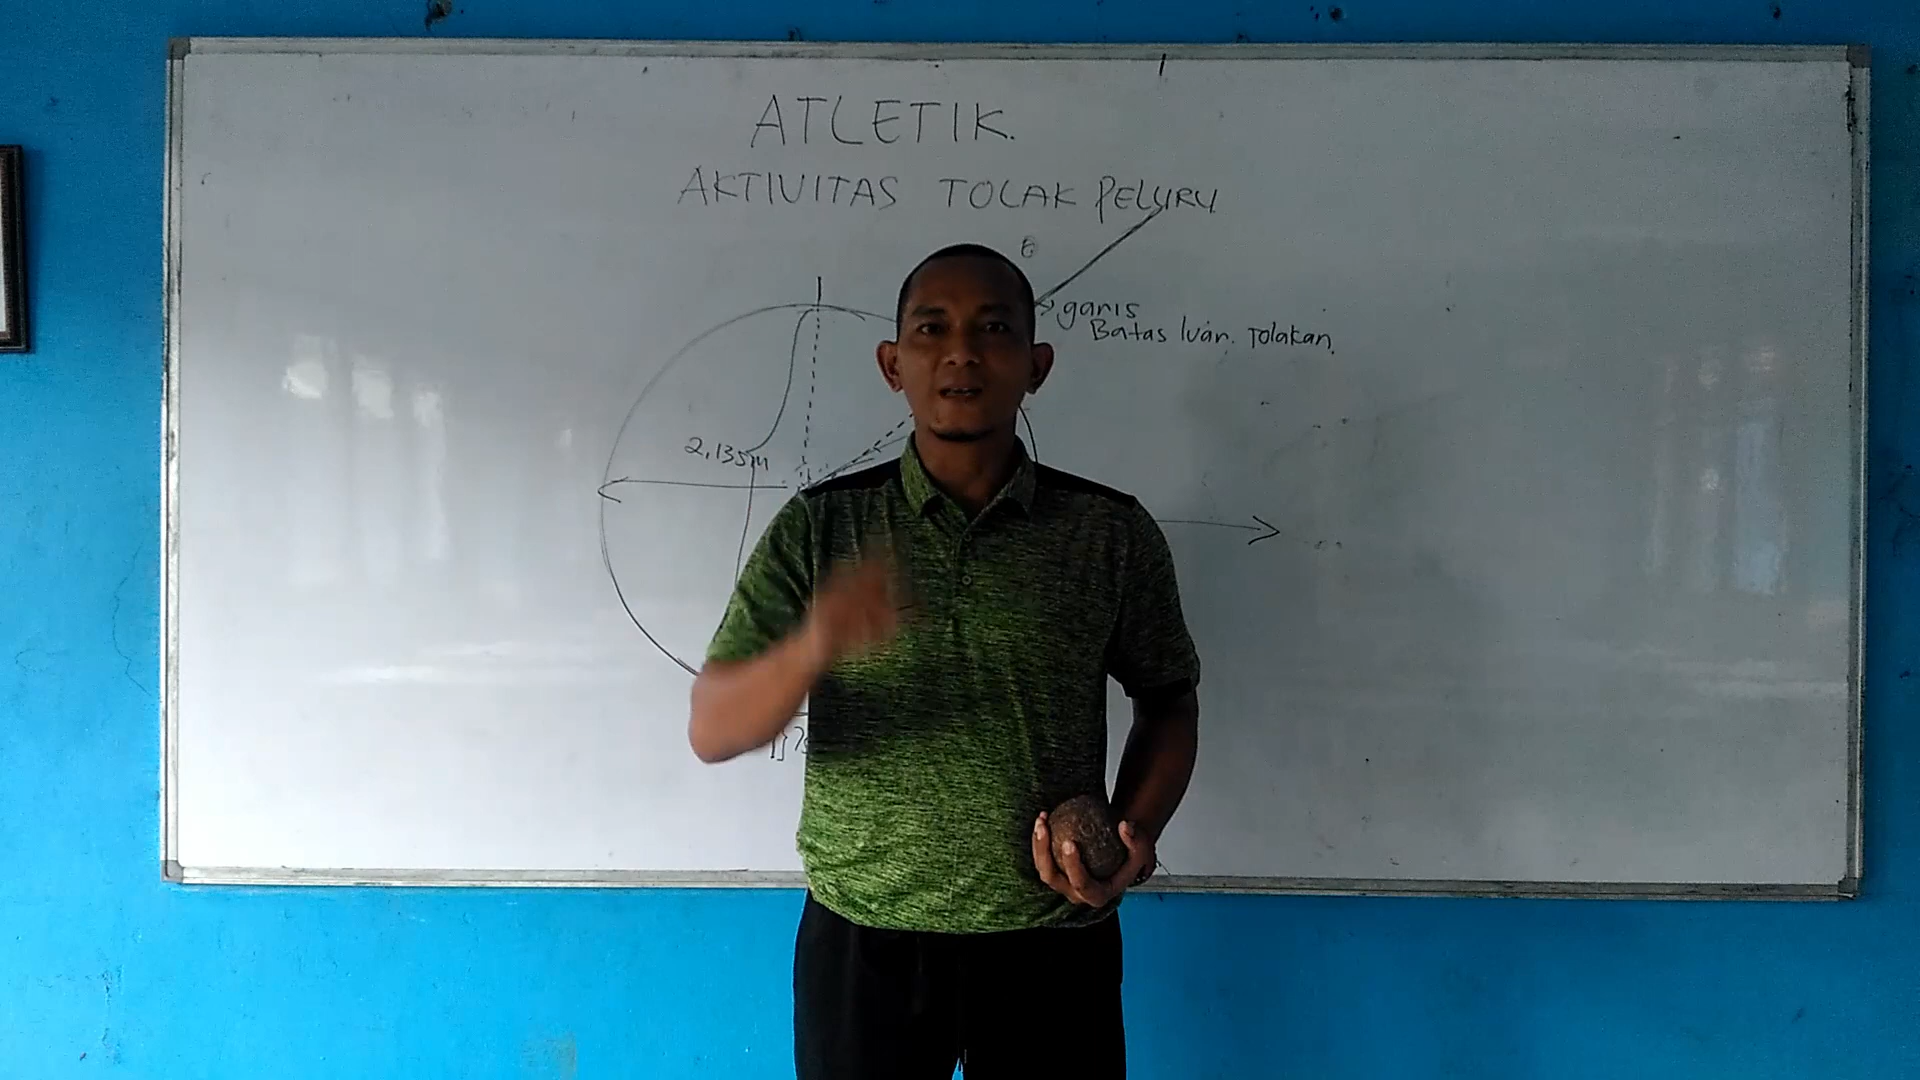 ATLETIK.
AKTIVITAS TOLAK PELURU
garis
Batas luar. Tolakan.
2.135m